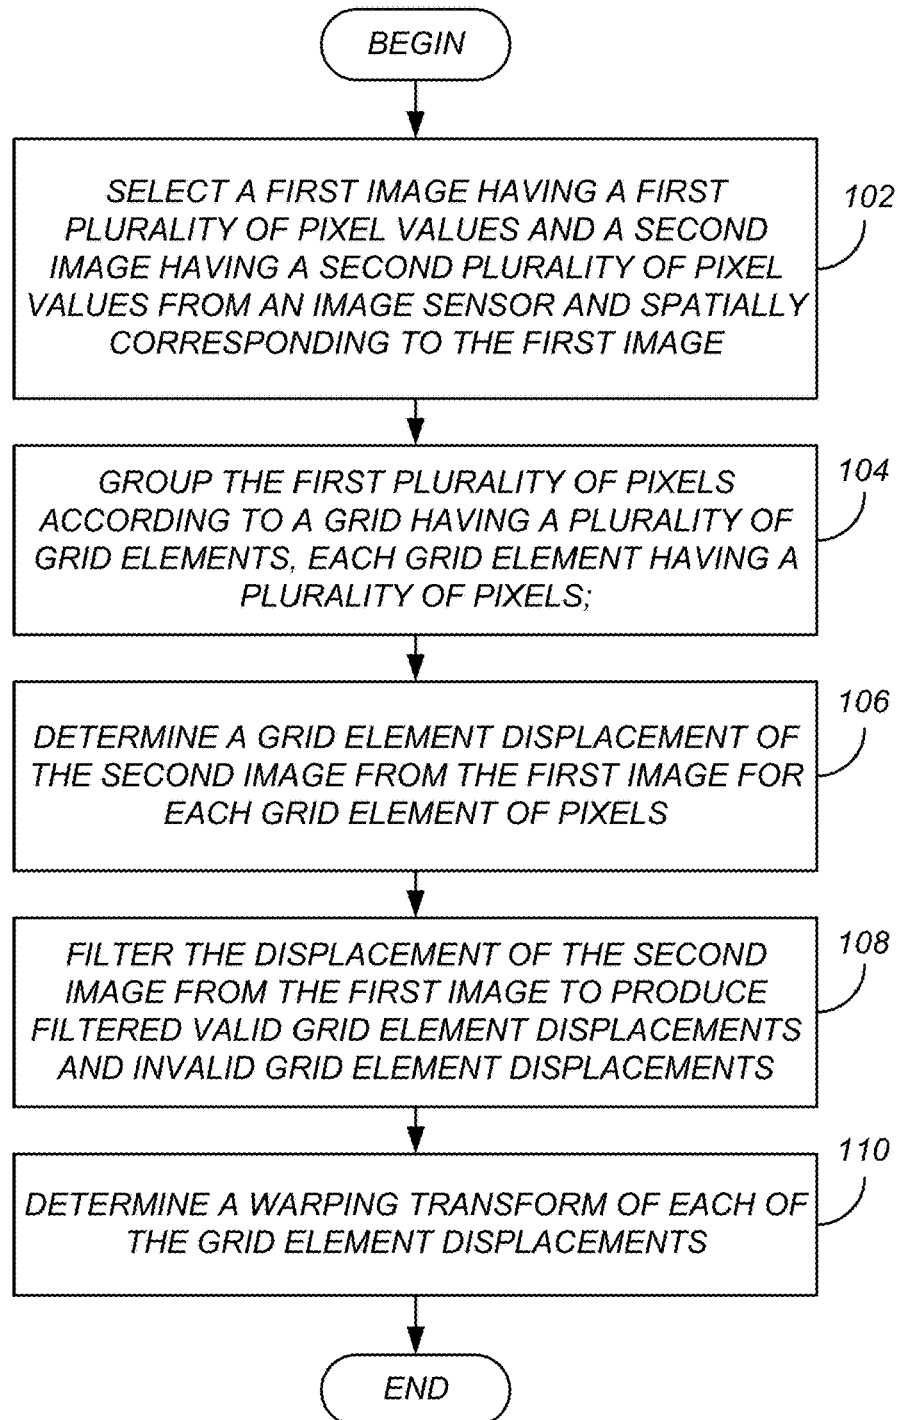 BEGIN
SELECT A FIRST IMAGE HAVING A FIRST
PLURALITY OF PIXEL VALUES AND A SECOND
IMAGE HAVING A SECOND PLURALITY OF PIXEL
VALUES FROM AN IMAGE SENSOR AND SPATIALLY
CORRESPONDING TO THE FIRST IMAGE
102
GROUP THE FIRST PLURALITY OF PIXELS
ACCORDING TO A GRID HAVING A PLURALITY OF
GRID ELEMENTS, EACH GRID ELEMENT HAVING A
PLURALITY OF PIXELS;
104
DETERMINE A GRID ELEMENT DISPLACEMENT OF
THE SECOND IMAGE FROM THE FIRST IMAGE FOR
EACH GRID ELEMENT OF PIXELS
106
FILTER THE DISPLACEMENT OF THE SECOND
IMAGE FROM THE FIRST IMAGE TO PRODUCE
FILTERED VALID GRID ELEMENT DISPLACEMENTS
AND INVALID GRID ELEMENT DISPLACEMENTS
108
DETERMINE A WARPING TRANSFORM OF EACH OF
THE GRID ELEMENT DISPLACEMENTS
110
END